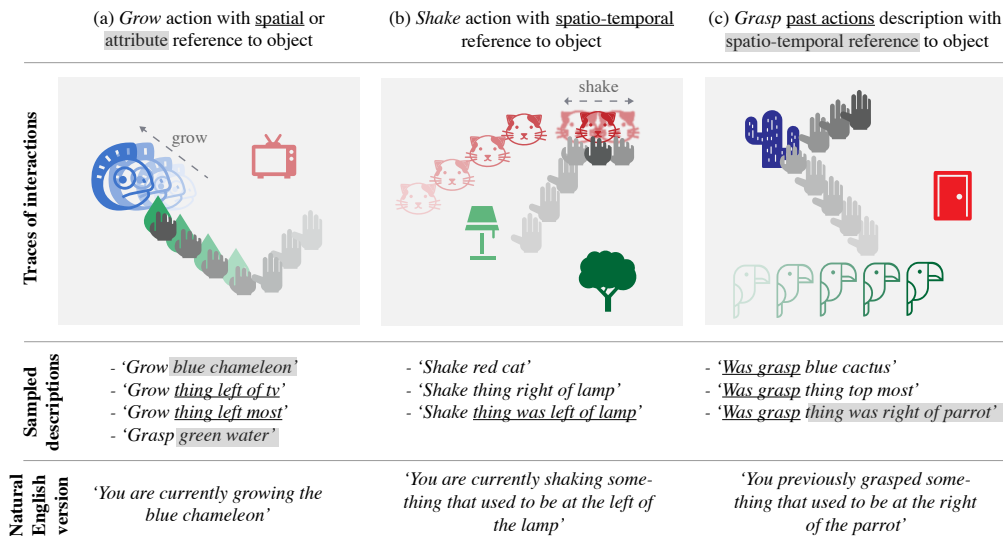 (a) Grow action with spatial or
attribute reference to object
(b) Shake action with spatio-temporal
reference to object
(c) Grasp past actions description with
spatio-temporal reference to object
Traces of interactions
grow
shake
Sampled
descriptions
- ‘Grow blue chameleon’
- ‘Grow thing left of tv’
- ‘Grow thing left most’
- ‘Grasp green water’
- ‘Shake red cat’
- ‘Shake thing right of lamp’
- ‘Shake thing was left of lamp’
- ‘Was grasp blue cactus’
- ‘Was grasp thing top most’
- ‘Was grasp thing was right of parrot’
Natural
English
version
‘You are currently growing the
blue chameleon’
‘You are currently shaking some-
thing that used to be at the left of
the lamp’
‘You previously grasped some-
thing that used to be at the right
of the parrot’